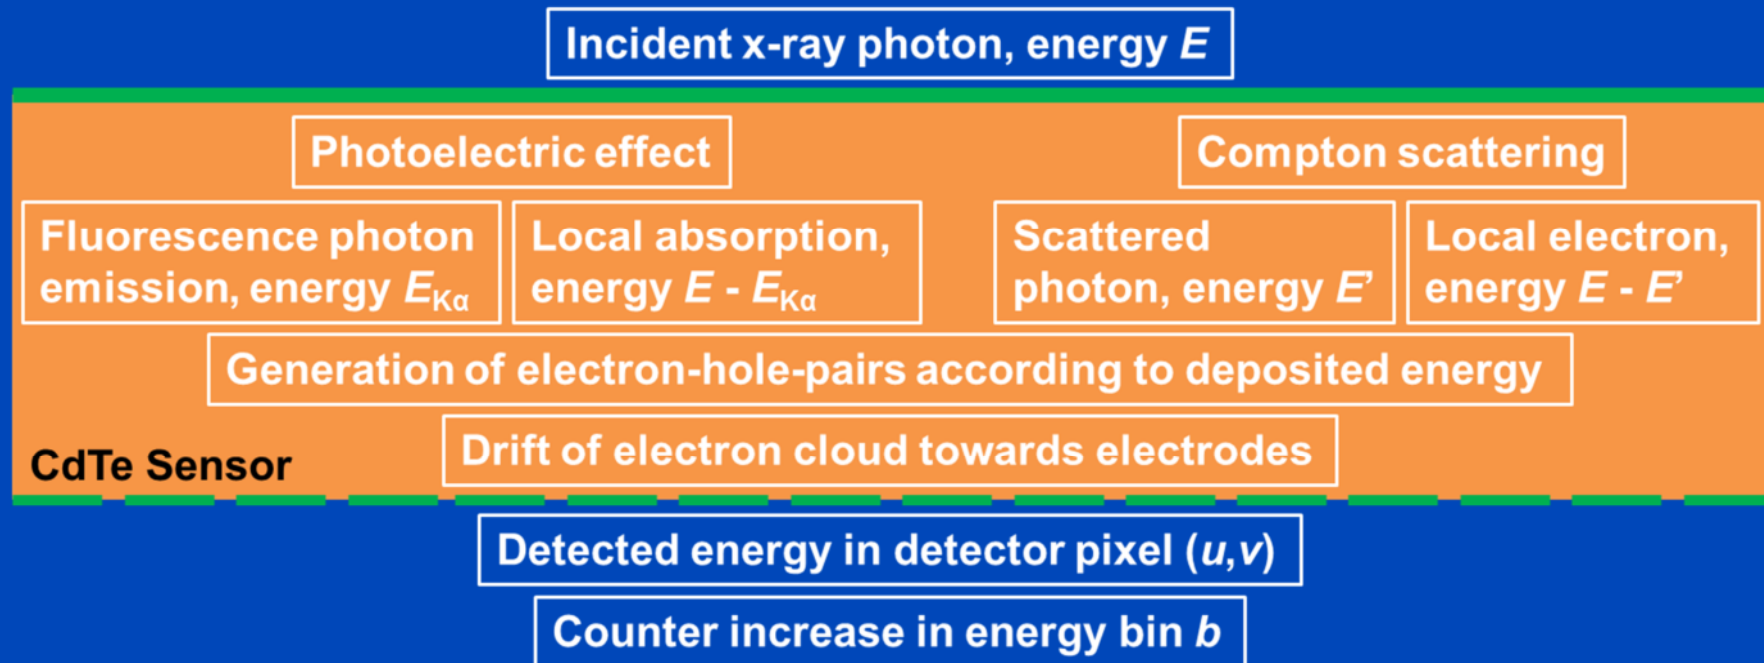 Incident x-ray photon, energy E
Photoelectric effect
Compton scattering
Fluorescence photon
emission, energy EKα
Local absorption,
energy E - EKα
Scattered
photon, energy E’
Local electron,
energy E - E’
Generation of electron-hole-pairs according to deposited energy
Drift of electron cloud towards electrodes
CdTe Sensor
Detected energy in detector pixel (u,v)
Counter increase in energy bin b